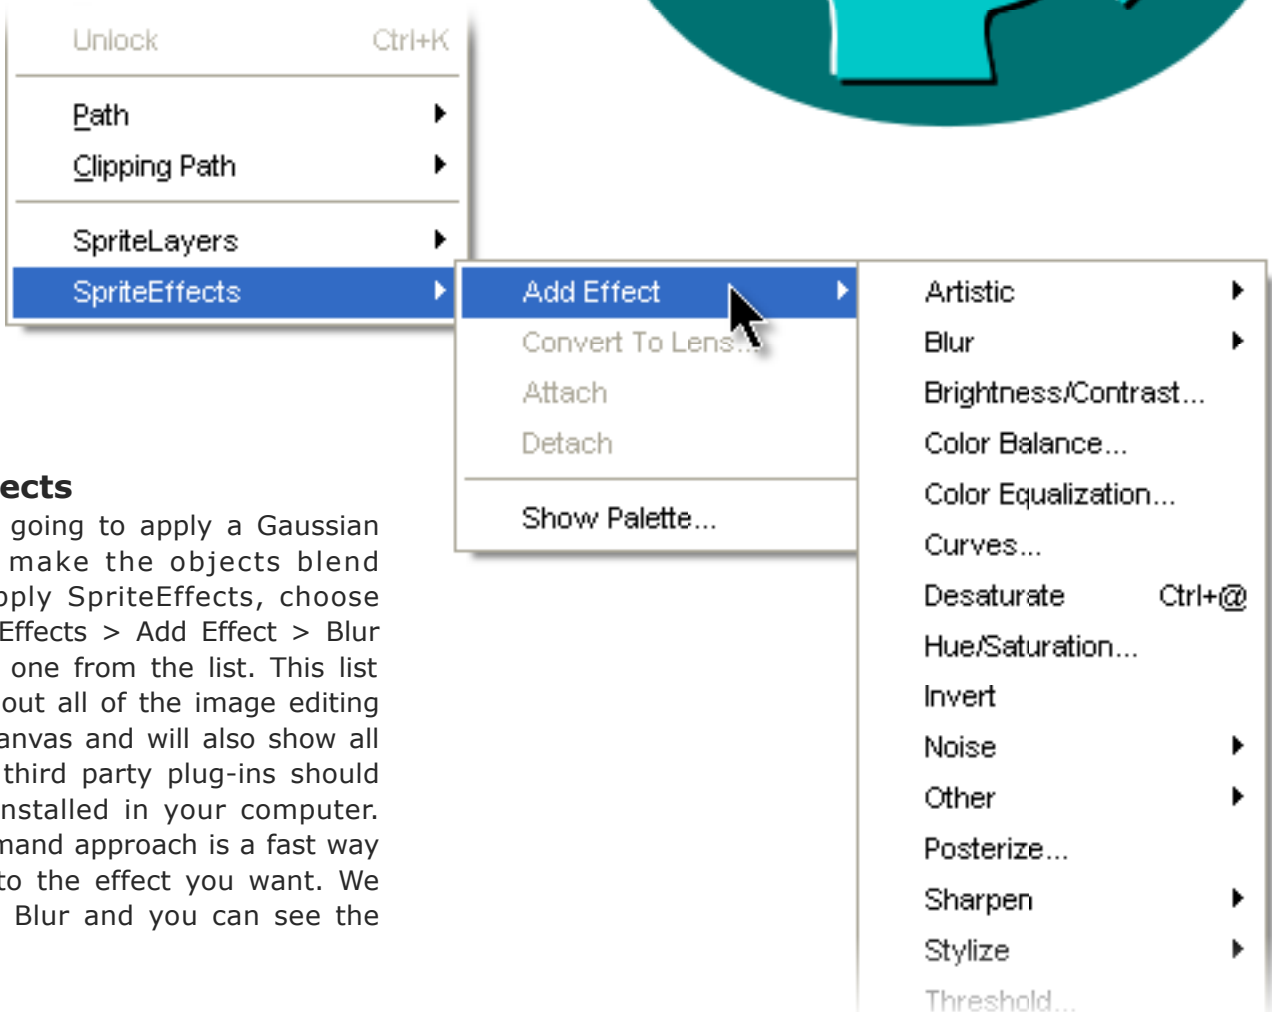 Unlock Ctrl+K
Path
Clipping Path
SpriteLayers
SpriteEffects
Add Effect
Convert To Lens...
Attach
Detach
Show Palette...
Artistic
Blur
Brightness/Contrast...
Color Balance...
Color Equalization...
Curves...
Desaturate Ctrl+@
Hue/Saturation...
Invert
Noise
Other
Posterize...
Sharpen
Stylize
Threshold...
ects
going to apply a Gaussian
make the objects blend
pply SpriteEffects, choose
Effects > Add Effect > Blur
one from the list. This list
out all of the image editing
anvas and will also show all
third party plug-ins should
nstalled in your computer.
mand approach is a fast way
to the effect you want. We
Blur and you can see the